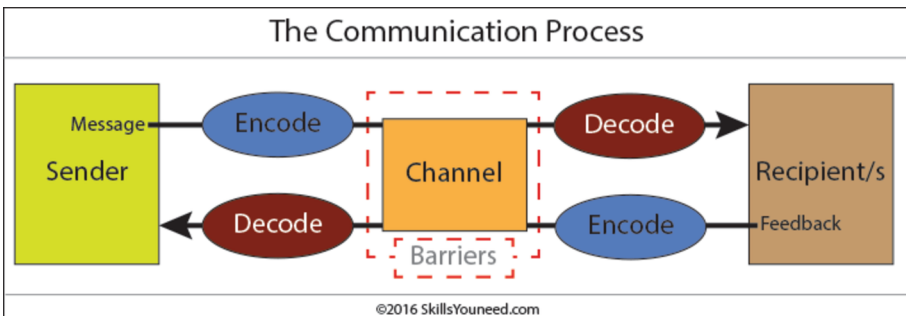 The Communication Process
Message
Encode
Decode
Sender
Channel
Recipient/s
Decode
Encode
Feedback
Barriers
©2016 SkillsYouneed.com